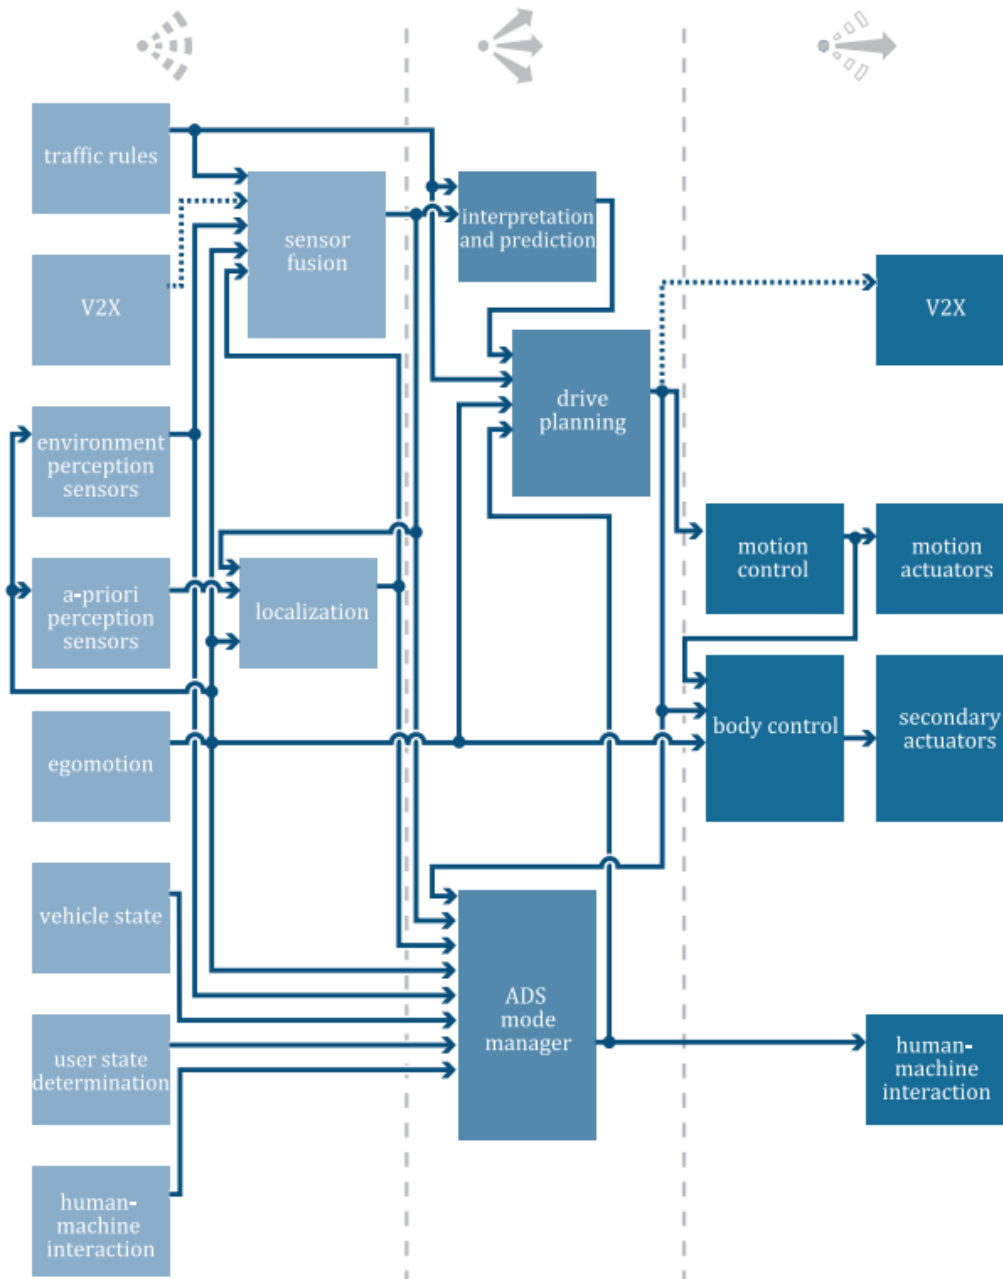 traffic rules
V2X
environment
perception
sensors
a-priori
perception
sensors
egomotion
vehicle state
user state
determination
human-
machine
interaction
sensor
fusion
localization
interpretation
and prediction
drive
planning
ADS
mode
manager
V2X
motion
control
motion
actuators
body control
secondary
actuators
human-
machine
interaction